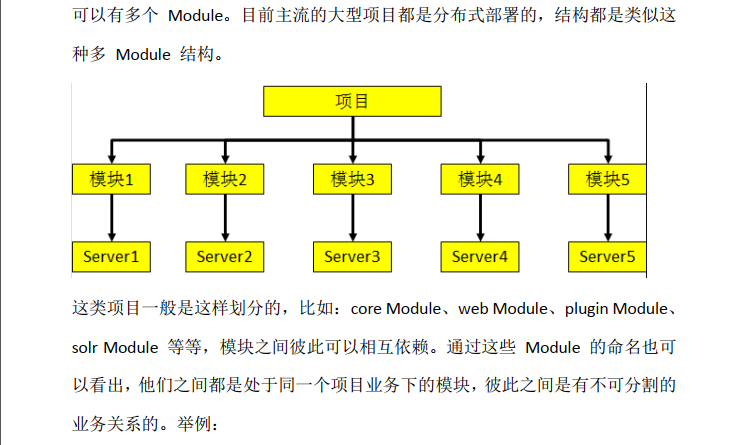 可以有多个 Module。目前主流的大型项目都是分布式部署的，结构都是类似这
种多 Module 结构。
项目
模块1 模块2 模块3 模块4 模块5
Server1 Server2 Server3 Server4 Server5
这类项目一般是这样划分的，比如：core Module、web Module、plugin Module、
solr Module 等等，模块之间彼此可以相互依赖。通过这些 Module 的命名也可
以看出，他们之间都是处于同一个项目业务下的模块，彼此之间是有不可分割的
业务关系的。举例：